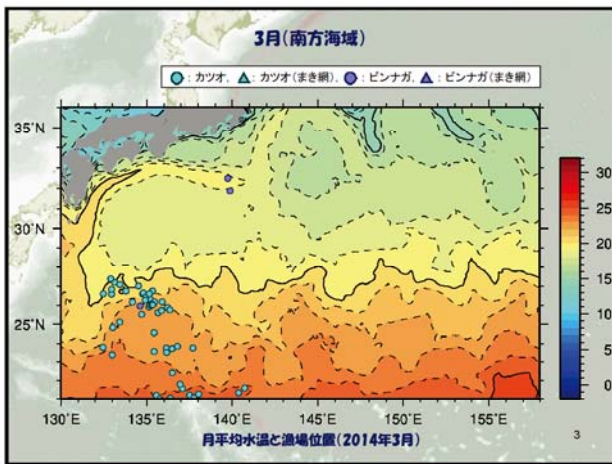 3月(南方海域)
●:カツオ, ▲:カツオ(まき網), ●:ビンナガ, ▲:ビンナガ(まき網)
35°N
30°N
25°N
130°E 135°E 140°E 145°E 150°E 155°E
30
25
20
15
10
5
0
月平均水温と漁場位置(2014年3月)
3